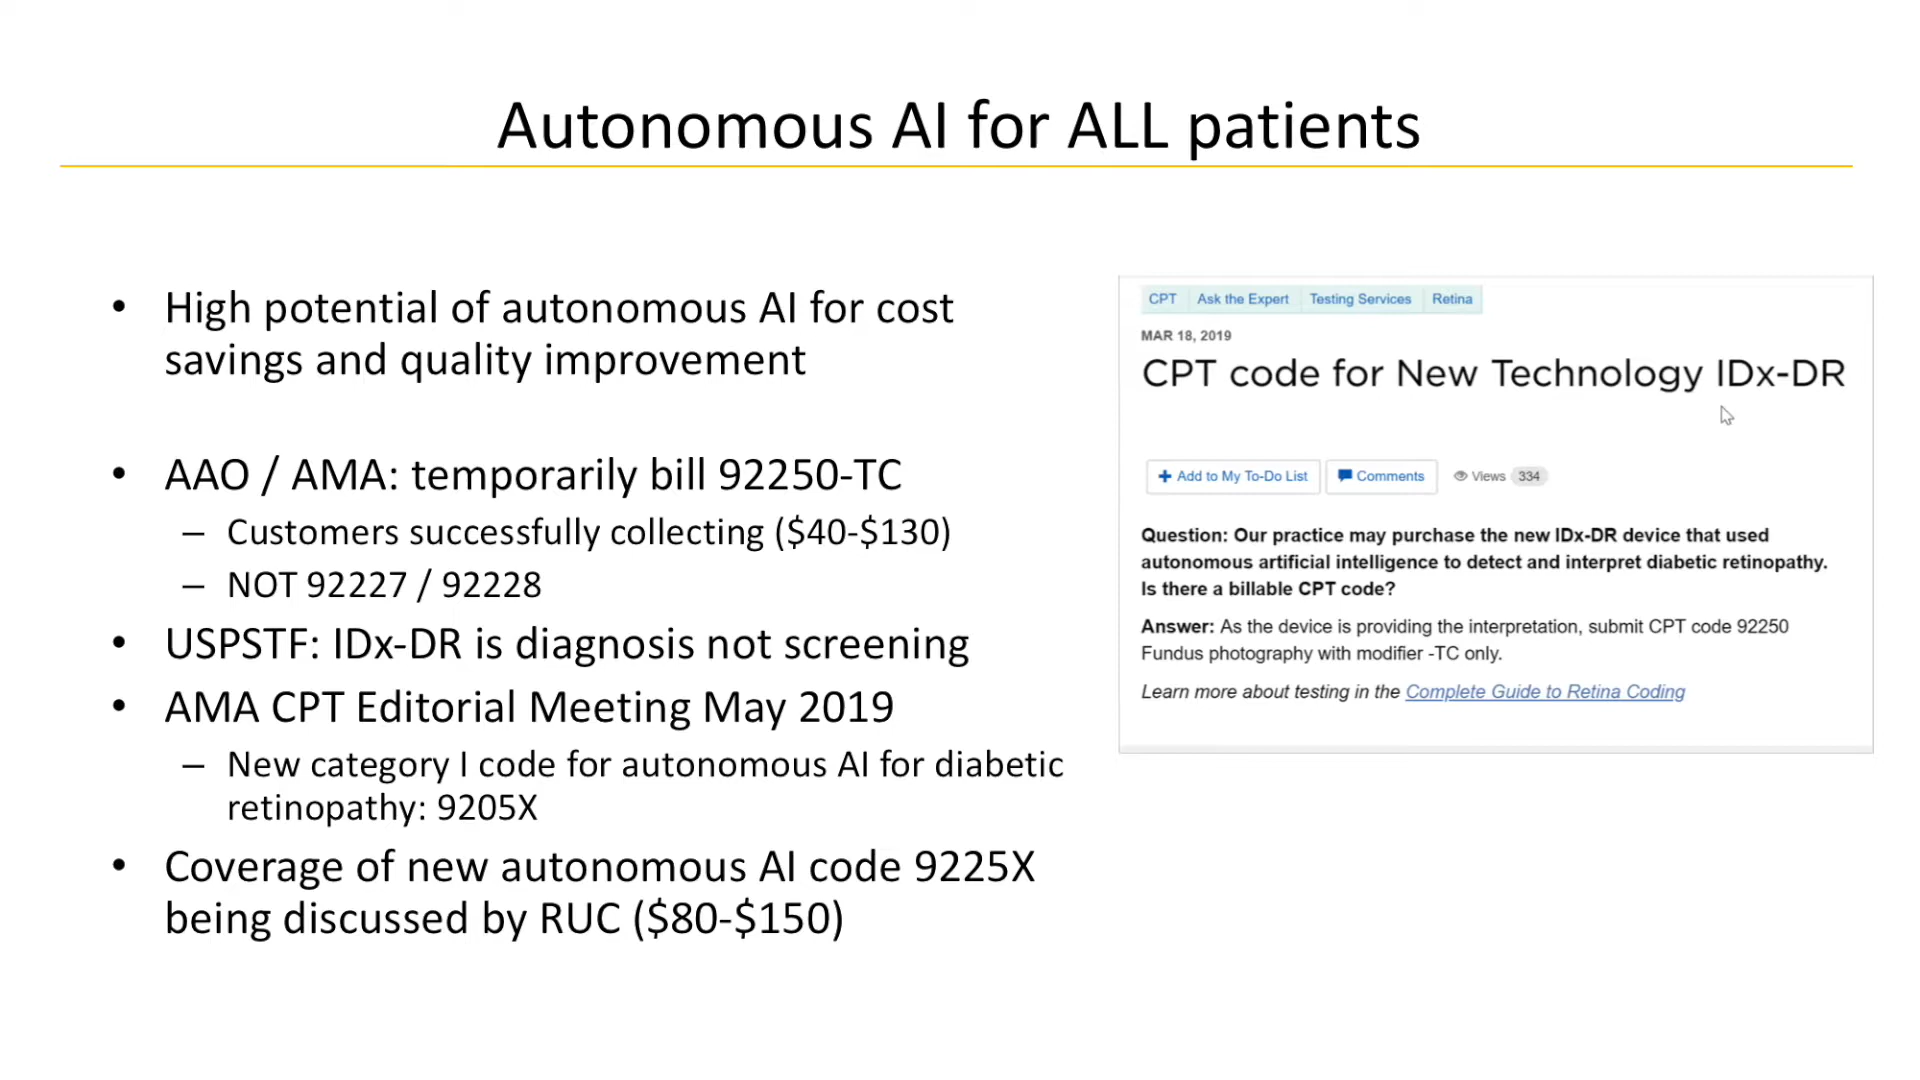 Autonomous AI for ALL patients
• High potential of autonomous AI for cost
savings and quality improvement
• AAO / AMA: temporarily bill 92250-TC
– Customers successfully collecting ($40-$130)
– NOT 92227 / 92228
• USPSTF: IDx-DR is diagnosis not screening
• AMA CPT Editorial Meeting May 2019
– New category I code for autonomous AI for diabetic
retinopathy: 9205X
• Coverage of new autonomous AI code 9225X
being discussed by RUC ($80-$150)
CPT Ask the Expert Testing Services Retina
MAR 18, 2019
CPT code for New Technology IDx-DR
+ Add to My To-Do List Comments Views 334
Question: Our practice may purchase the new IDx-DR device that used
autonomous artificial intelligence to detect and interpret diabetic retinopathy.
Is there a billable CPT code?
Answer: As the device is providing the interpretation, submit CPT code 92250
Fundus photography with modifier -TC only.
Learn more about testing in the Complete Guide to Retina Coding